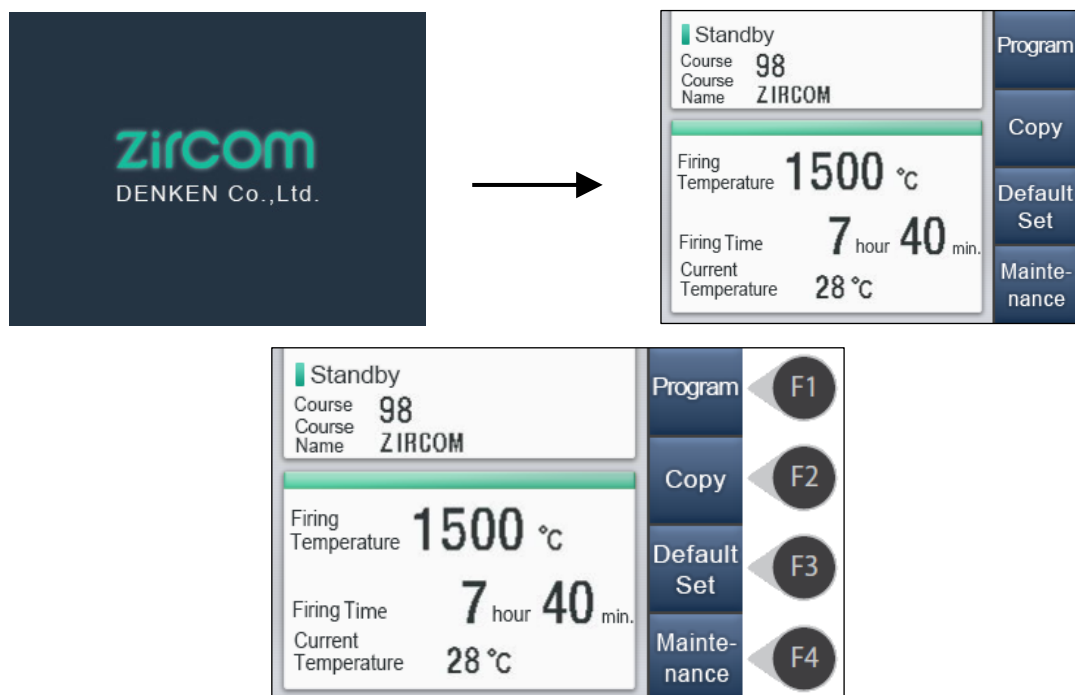 zircom
DENKEN Co.,Ltd.
Standby
Course 98
Course
Name ZIRCOM
Firing
Temperature 1500 °C
Firing Time 7 hour 40 min.
Current
Temperature 28 °C
Program
Copy
Default
Set
Mainte-
nance
Standby
Course 98
Course
Name ZIRCOM
Firing
Temperature 1500 °C
Firing Time 7 hour 40 min.
Current
Temperature 28 °C
Program F1
Copy F2
Default
Set F3
Mainte-
nance F4